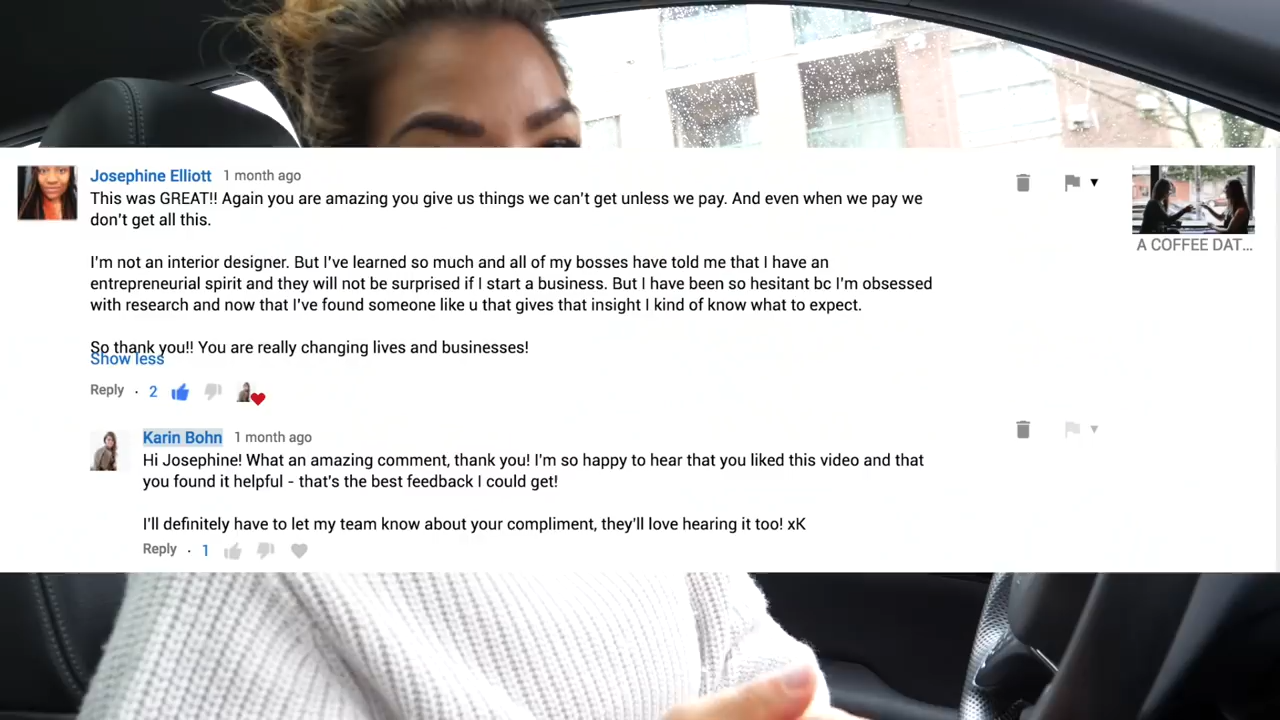 Josephine Elliott 1 month ago
This was GREAT!! Again you are amazing you give us things we can't get unless we pay. And even when we pay we
don't get all this.
I'm not an interior designer. But I've learned so much and all of my bosses have told me that I have an
entrepreneurial spirit and they will not be surprised if I start a business. But I have been so hesitant bc I'm obsessed
with research and now that I've found someone like u that gives that insight I kind of know what to expect.
So thank you!! You are really changing lives and businesses!
Show less
Reply · 2
A COFFEE DAT...
Karin Bohn 1 month ago
Hi Josephine! What an amazing comment, thank you! I'm so happy to hear that you liked this video and that
you found it helpful - that's the best feedback I could get!
I'll definitely have to let my team know about your compliment, they'll love hearing it too! xK
Reply · 1